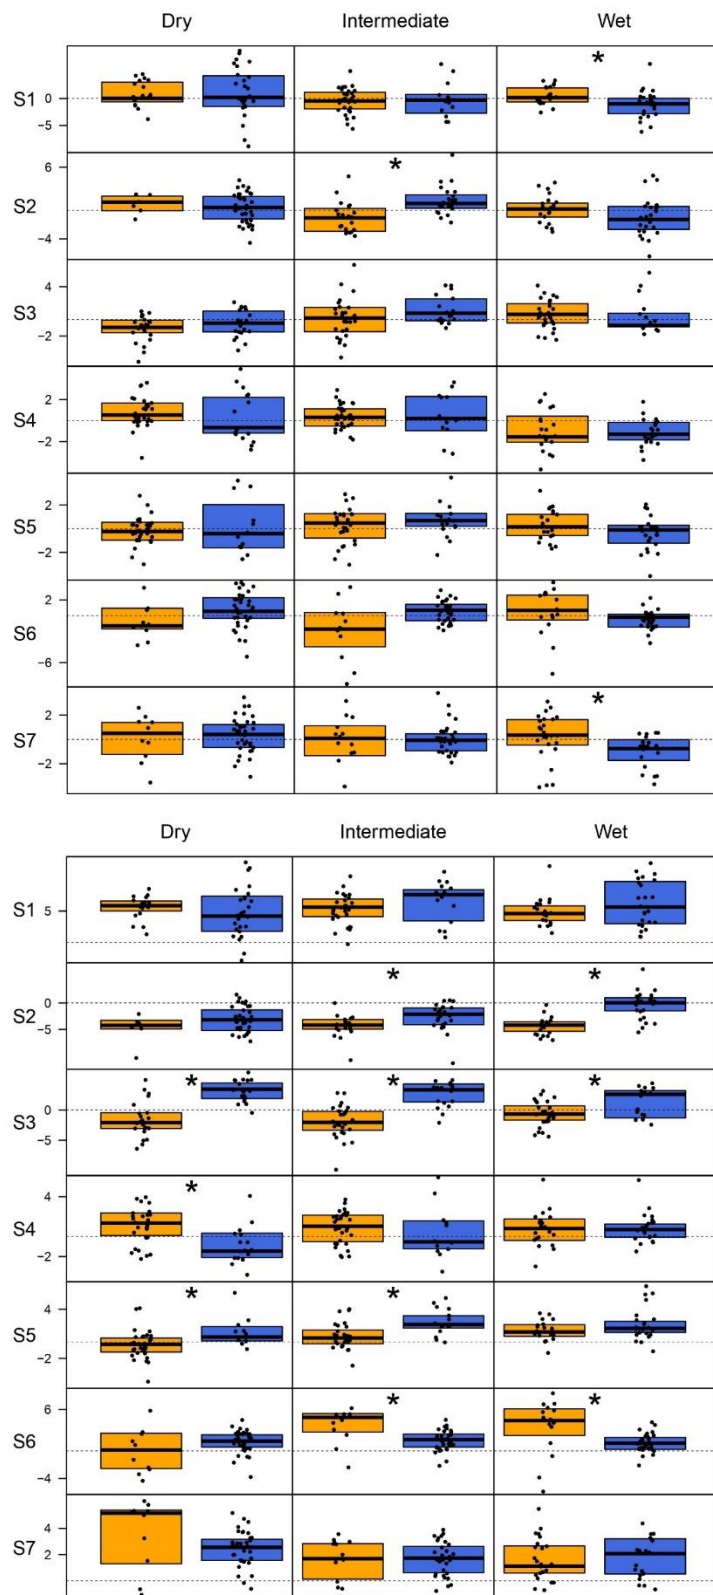 Dry Intermediate Wet
S1 0 -5 *
S2 6 -4 *
S3 4 -2
S4 2 -2
S5 2 -2
S6 2 -6
S7 2 -2 *
Dry Intermediate Wet
S1 5
S2 0 -5 * *
S3 0 -5 * * *
S4 4 -2 *
S5 4 -2 * *
S6 6 -4 * *
S7 4 2